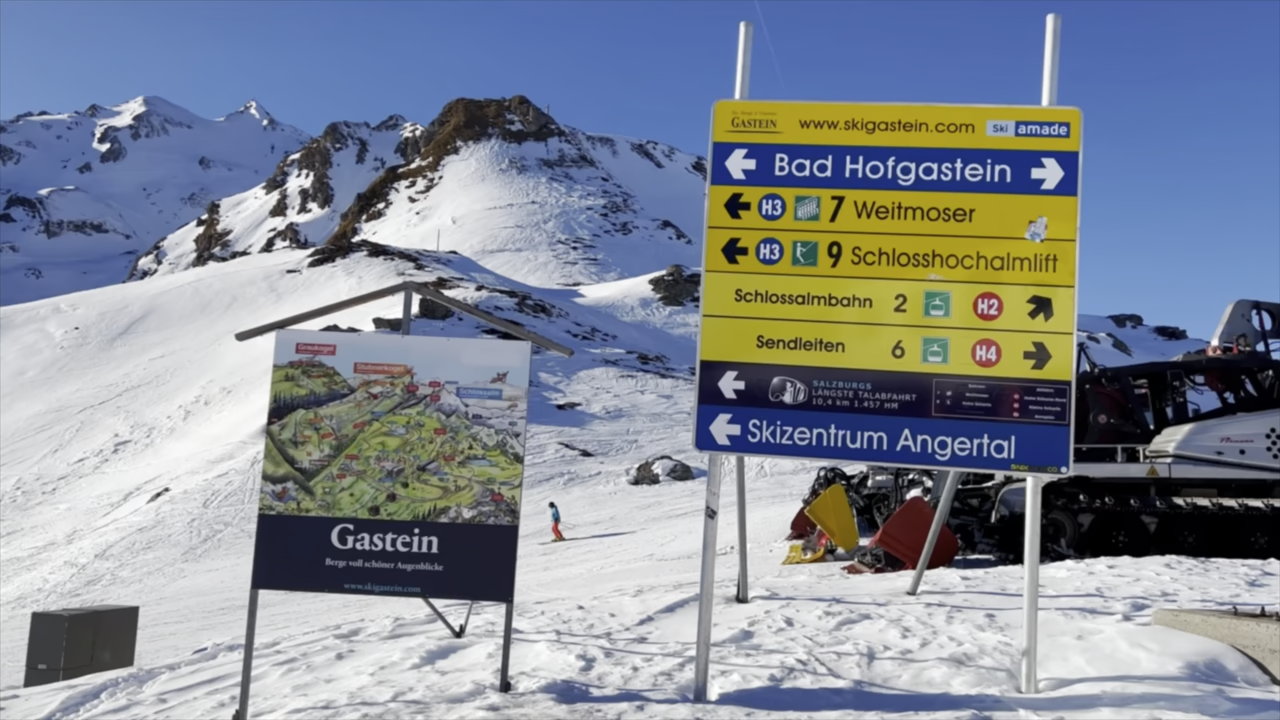 GASTEIN
www.skigastein.com
Ski amade
Bad Hofgastein
H3 7 Weitmoser
H3 9 Schlosshochalmlift
Schlossalmbahn 2 H2
Sendleiten 6 H4
SALZBURGS
LÄNGSTE TALABFAHRT
10,4 km 1.457 HM
Skizentrum Angertal
Graukogel
Stubnerkogel
Gastein
Berge voll schöner Augenblicke
www.skigastein.com